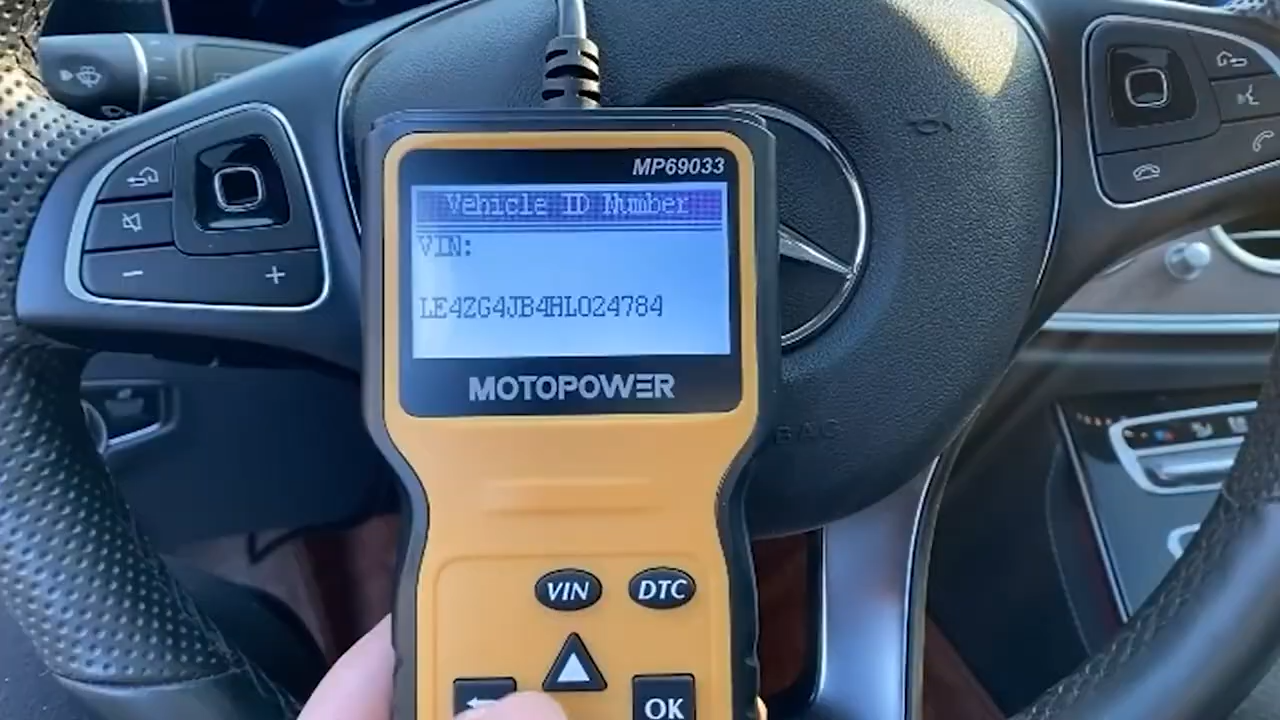 MP69033
Vehicle ID Number
VIN:
LE4ZG4JB4HL024784
MOTOPOWER
VIN DTC
OK